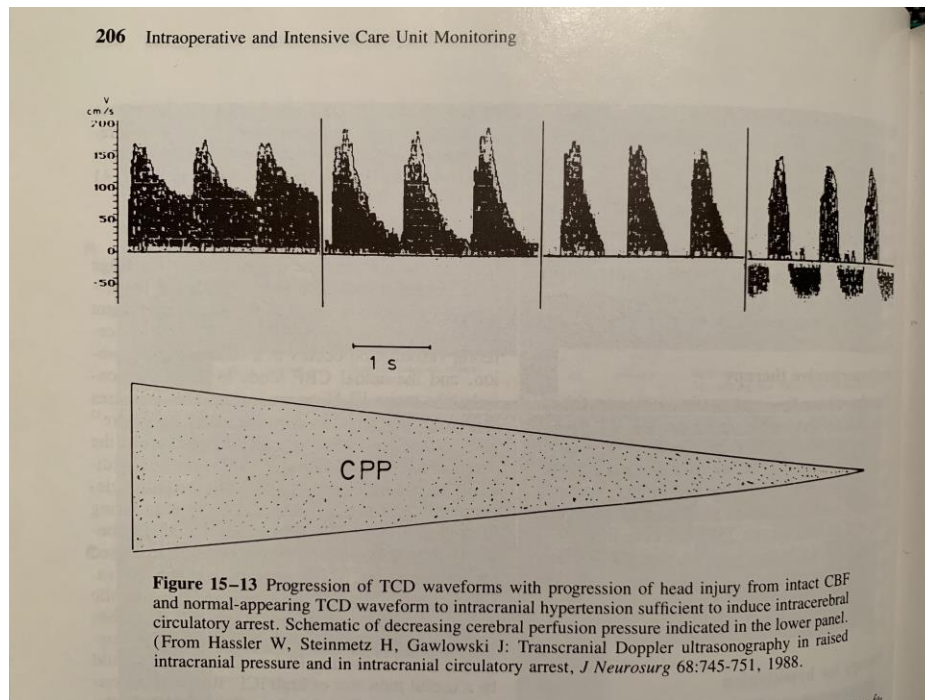 206 Intraoperative and Intensive Care Unit Monitoring
V
cm/s
200
150
100
50
0
-50
1 s
CPP
Figure 15–13 Progression of TCD waveforms with progression of head injury from intact CBF
and normal-appearing TCD waveform to intracranial hypertension sufficient to induce intracerebral
circulatory arrest. Schematic of decreasing cerebral perfusion pressure indicated in the lower panel.
(From Hassler W, Steinmetz H, Gawlowski J: Transcranial Doppler ultrasonography in raised
intracranial pressure and in intracranial circulatory arrest, J Neurosurg 68:745-751, 1988.